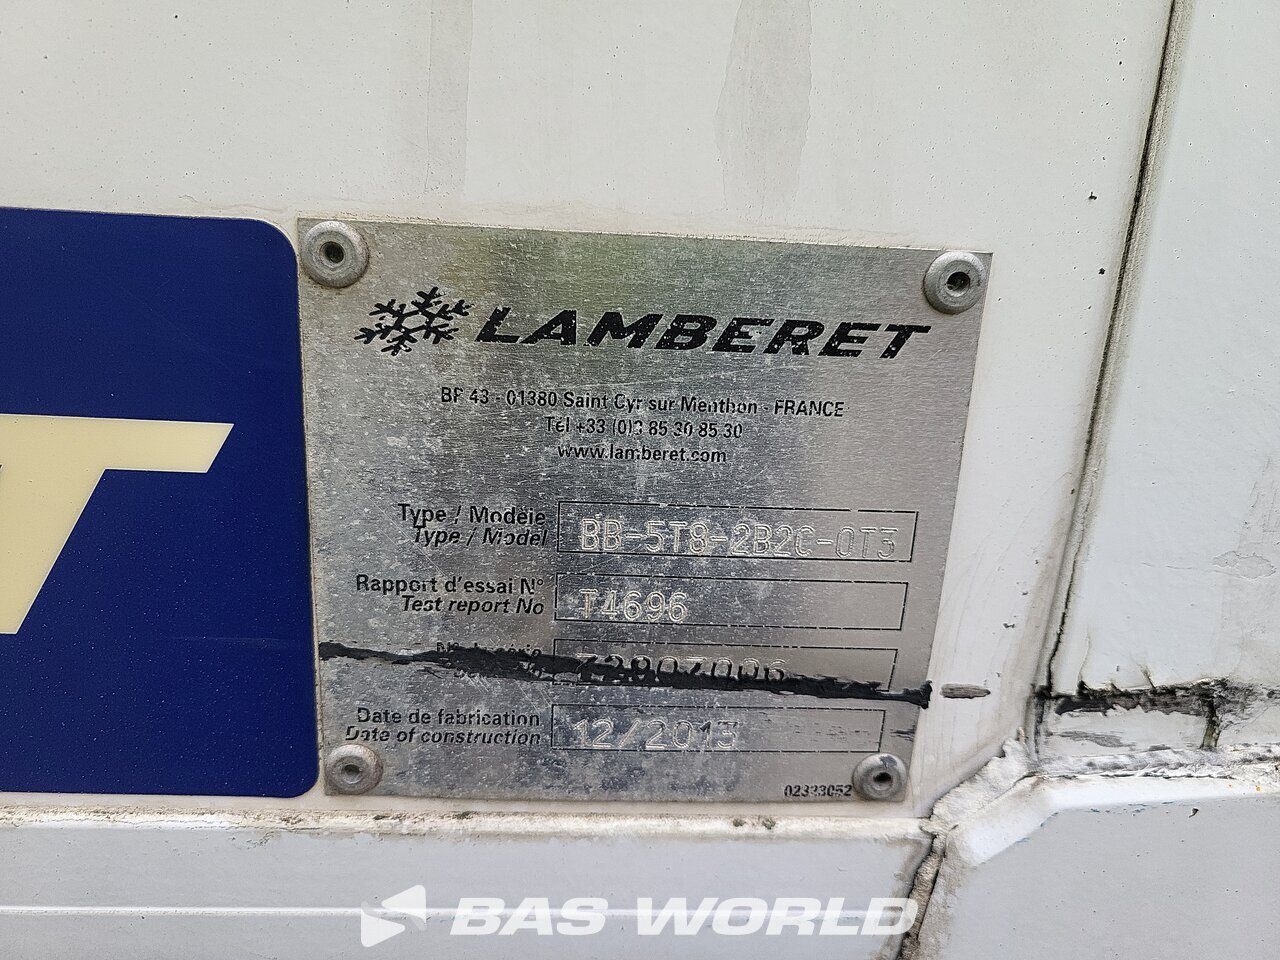 LAMBERET
BP 43 - 01380 Saint Cyr sur Menthon - FRANCE
Tél +33 (0)3 85 30 85 30
www.lamberet.com
Type / Modèle
Type / Model
BB-5T8-2B2C-0T3
Rapport d'essai N°
Test report No
T4696
Date de fabrication
Date of construction
12/2013
02333052
T
BAS WORLD